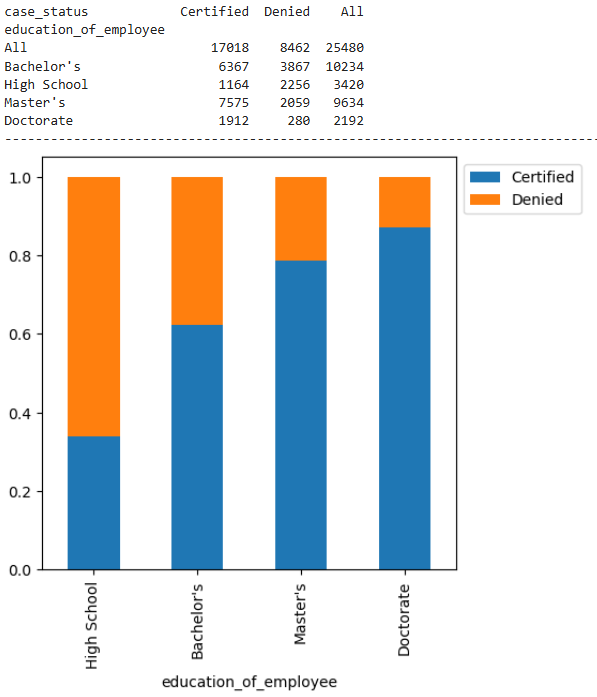 case_status Certified Denied All
education_of_employee
All 17018 8462 25480
Bachelor's 6367 3867 10234
High School 1164 2256 3420
Master's 7575 2059 9634
Doctorate 1912 280 2192
------------------------------------------------------------------------
1.0
0.8
0.6
0.4
0.2
0.0
Certified
Denied
High School
Bachelor's
Master's
Doctorate
education_of_employee